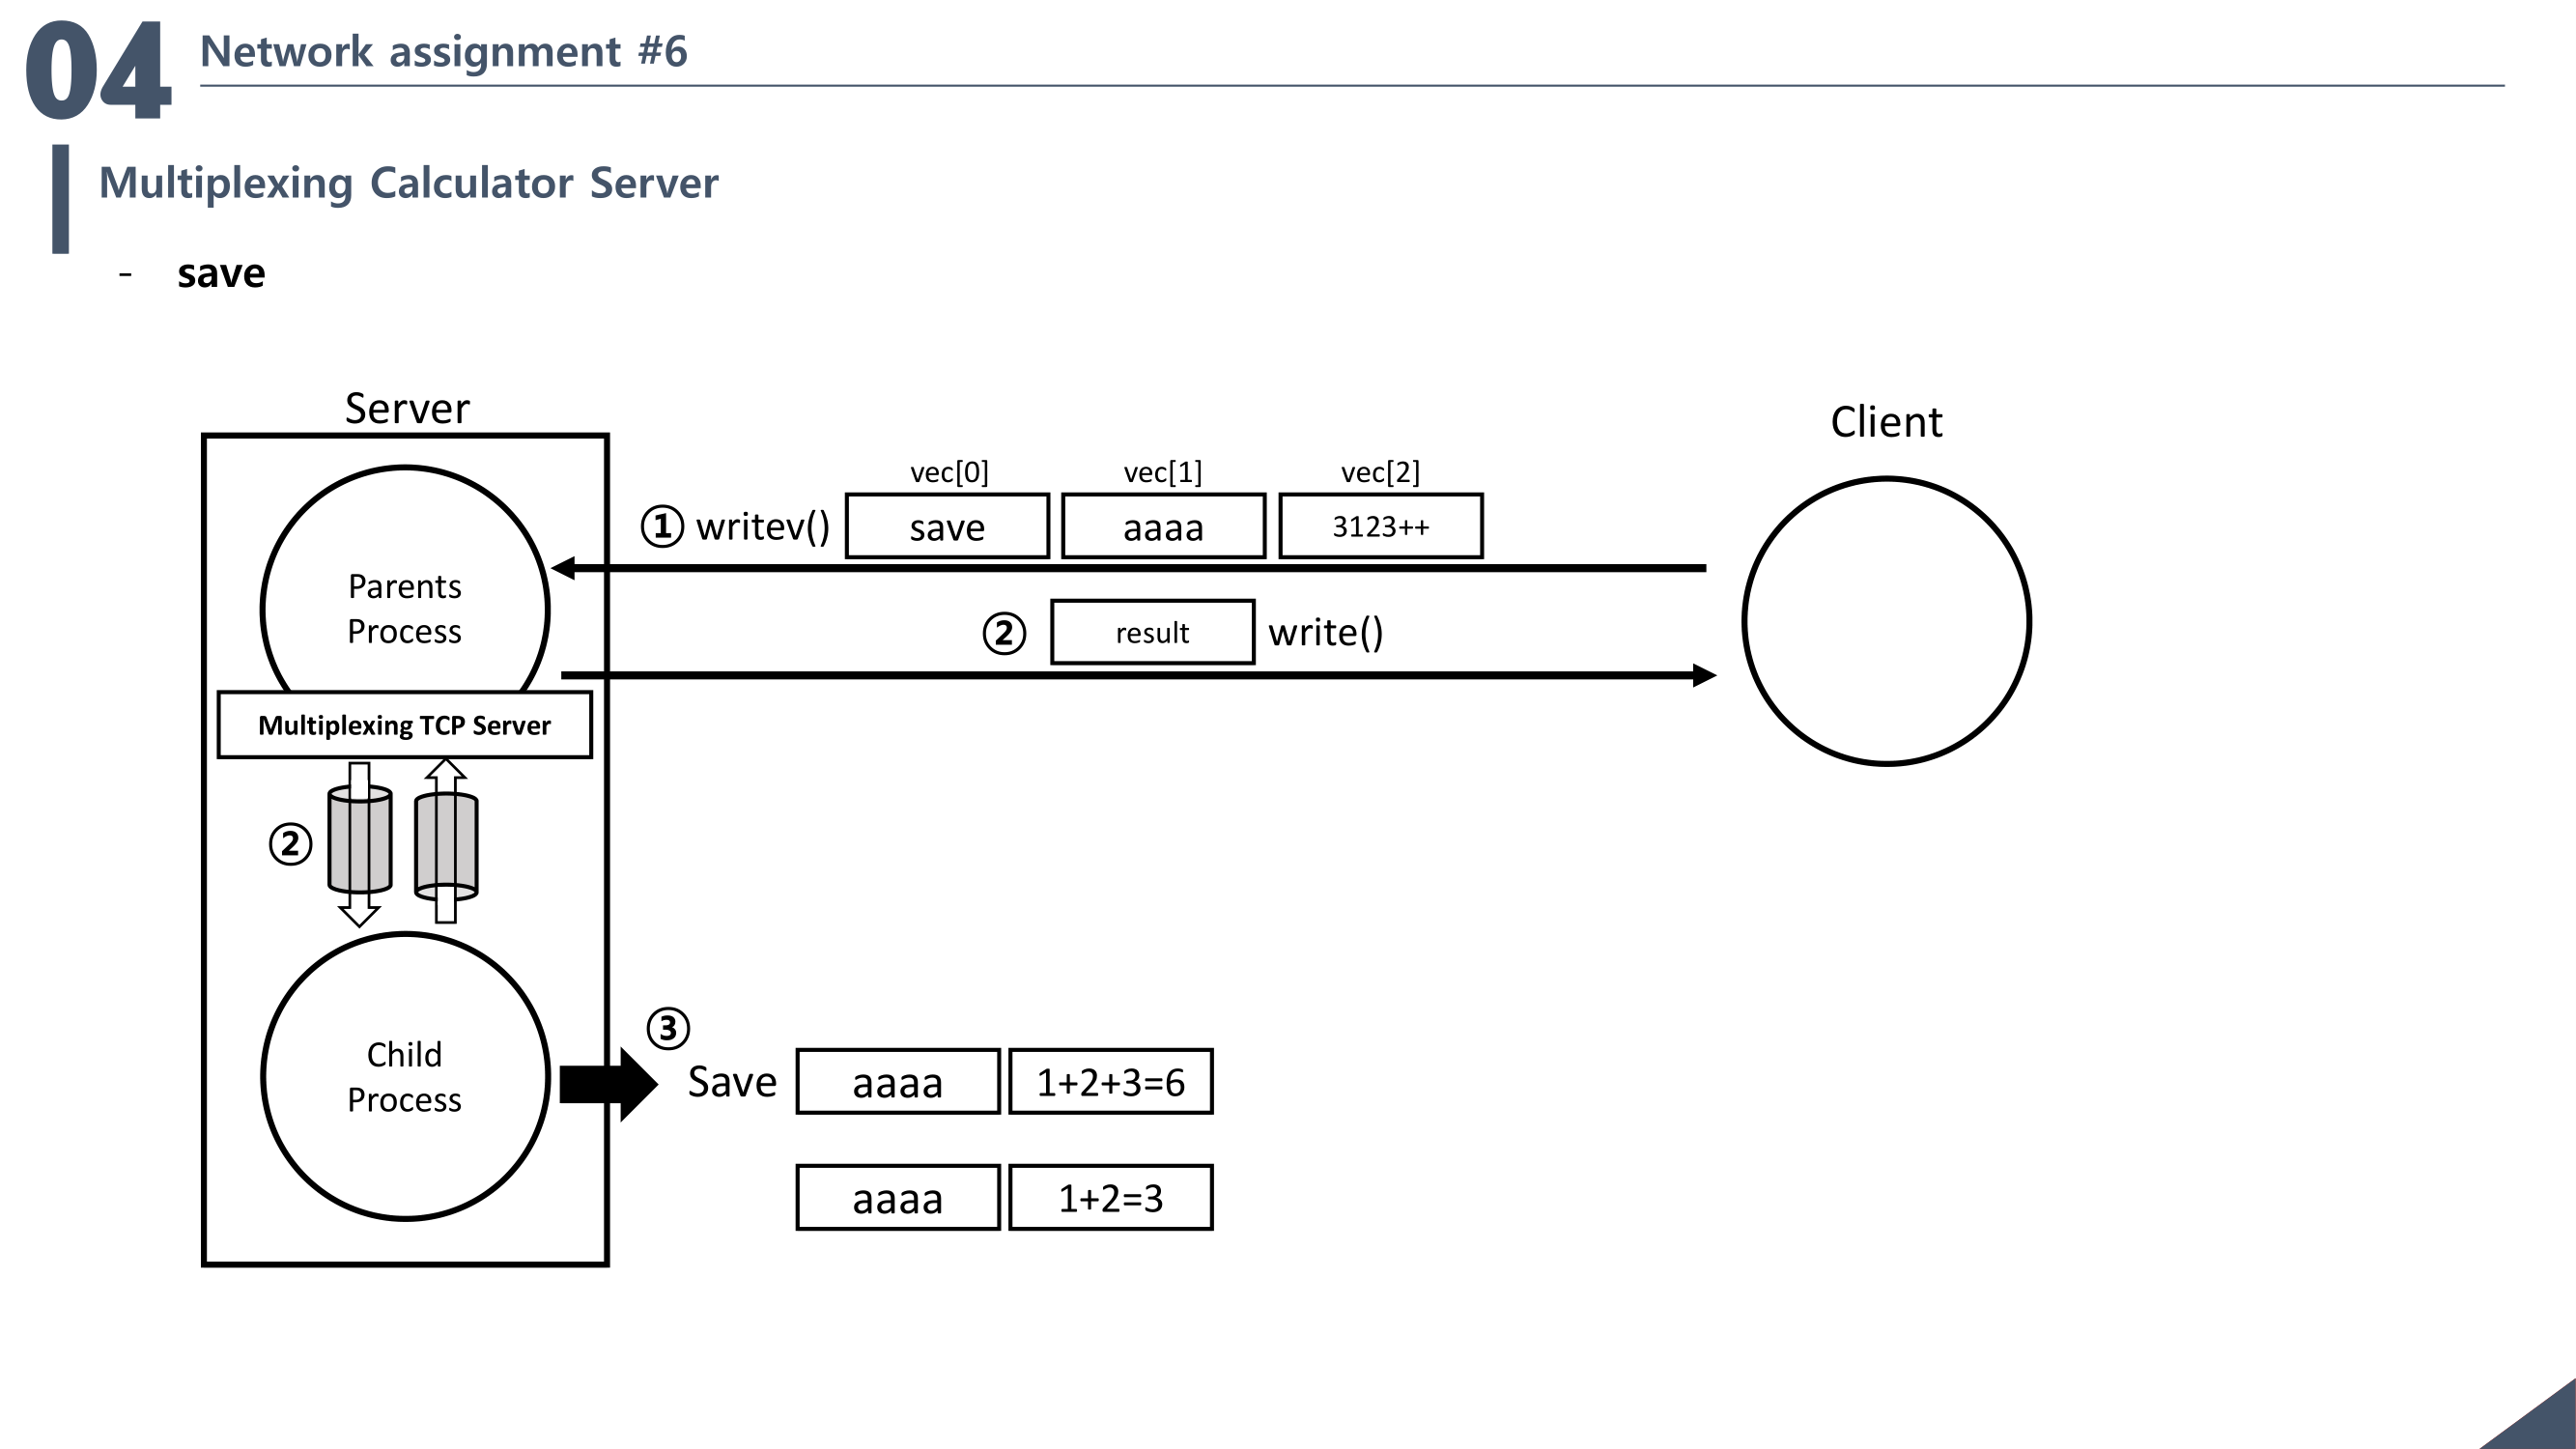 04
Network assignment #6
Multiplexing Calculator Server
- save
Server
Client
vec[0] vec[1] vec[2]
① writev() save aaaa 3123++
Parents
Process
② result write()
Multiplexing TCP Server
②
Child
Process
③
Save aaaa 1+2+3=6
aaaa 1+2=3